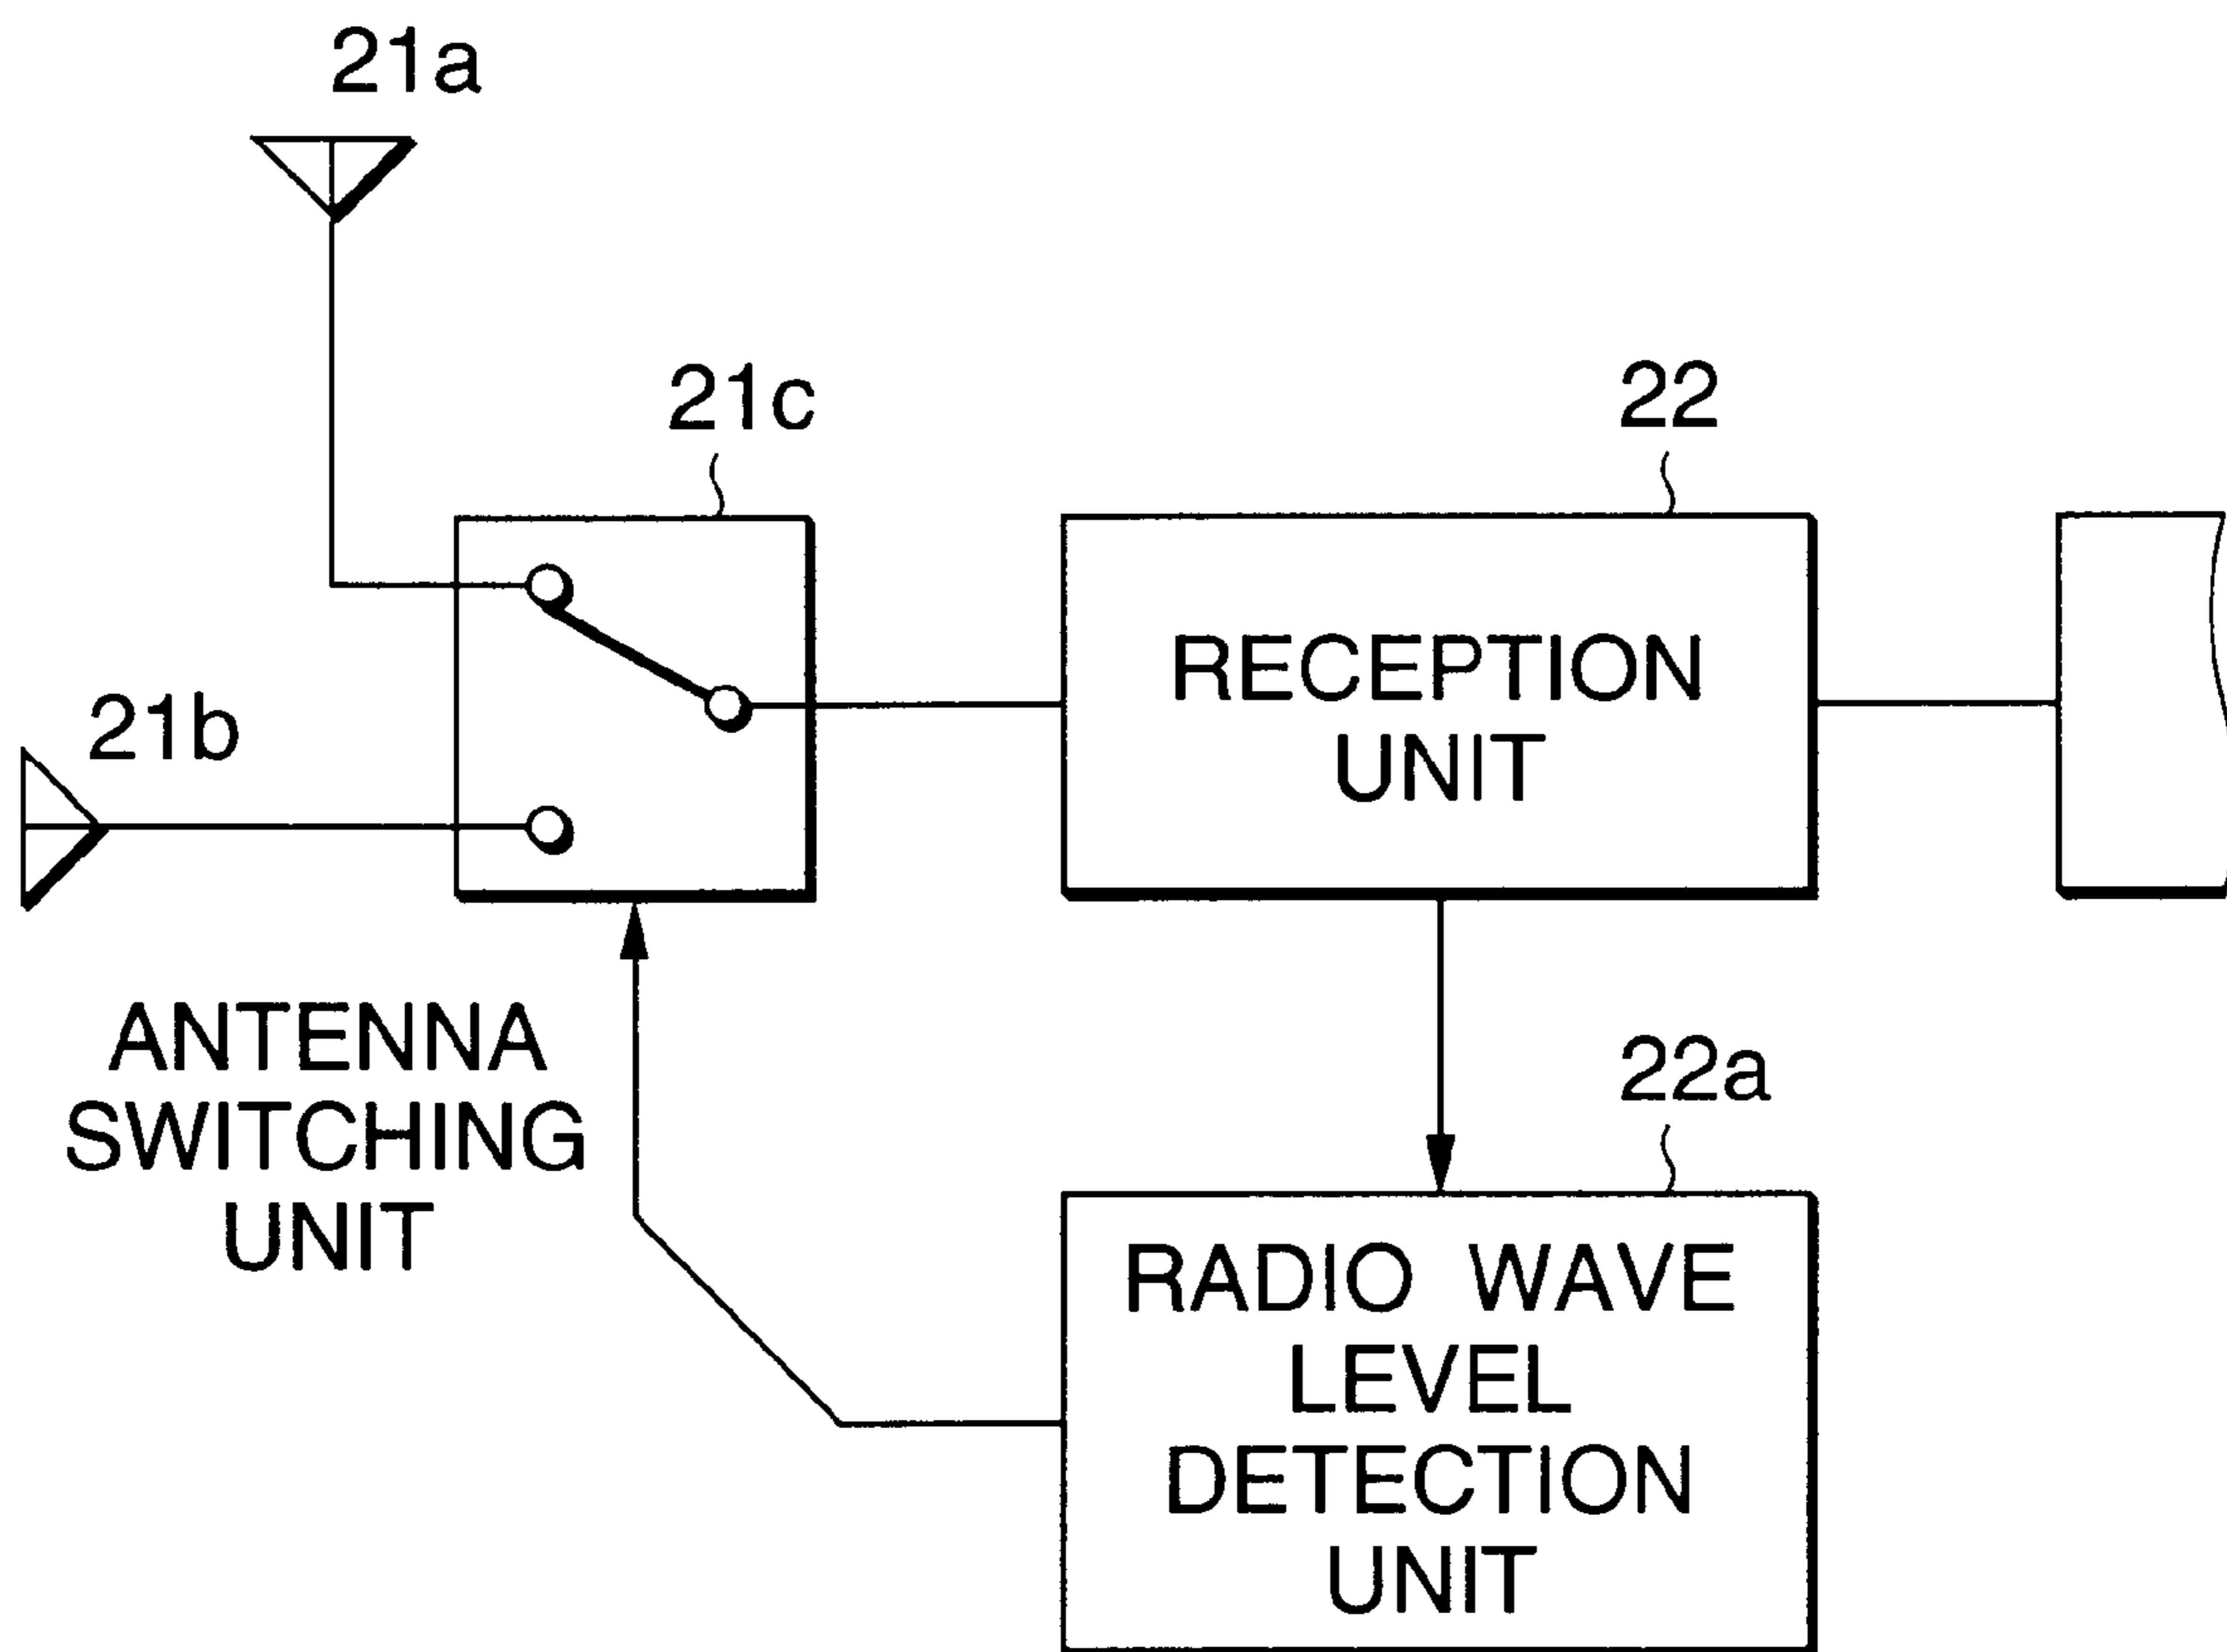 21a
21c
22
RECEPTION
UNIT
21b
ANTENNA
SWITCHING
UNIT
22a
RADIO WAVE
LEVEL
DETECTION
UNIT